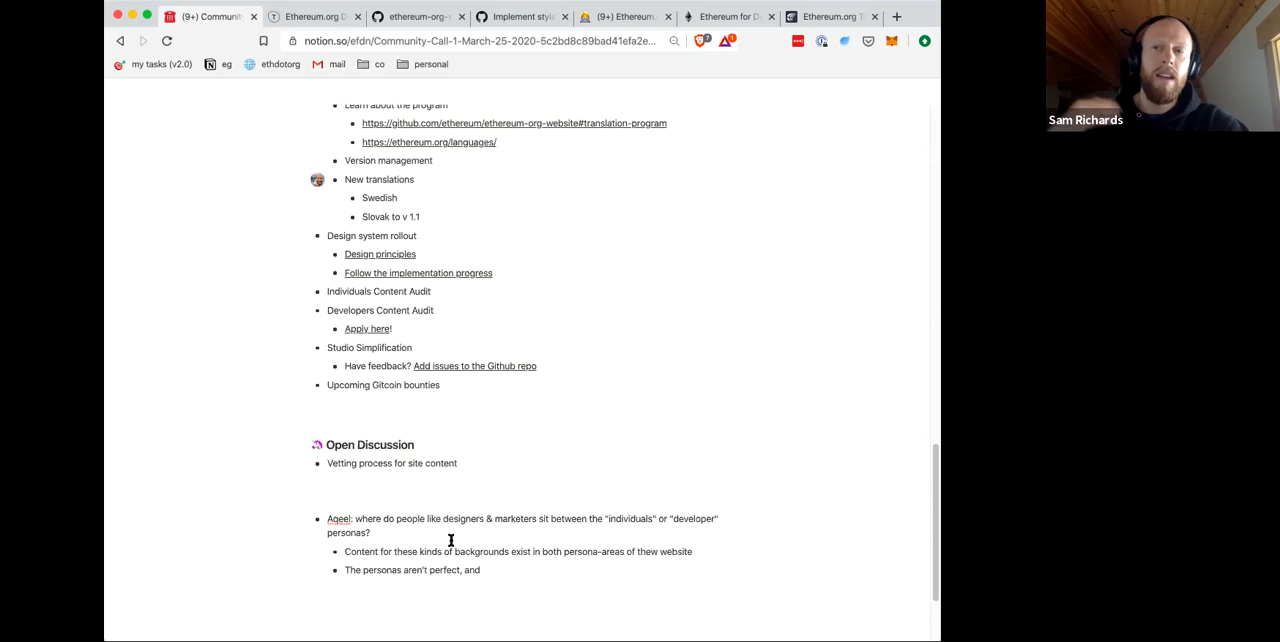 (9+) Communi
Ethereum.org D
ethereum-org-
Implement styl
(9+) Ethereum.
Ethereum for D
Ethereum.org T
notion.so/efdn/Community-Call-1-March-25-2020-5c2bd8c89bad41efa2e...
7
1
my tasks (v2.0)
eg
ethdotorg
mail
co
personal
Learn about the program
https://github.com/ethereum/ethereum-org-website#translation-program
https://ethereum.org/languages/
Version management
New translations
Swedish
Slovak to v 1.1
Design system rollout
Design principles
Follow the implementation progress
Individuals Content Audit
Developers Content Audit
Apply here!
Studio Simplification
Have feedback? Add issues to the Github repo
Upcoming Gitcoin bounties
Open Discussion
Vetting process for site content
Aqeel: where do people like designers & marketers sit between the "individuals" or "developer"
personas?
Content for these kinds of backgrounds exist in both persona-areas of thew website
The personas aren't perfect, and
Sam Richards